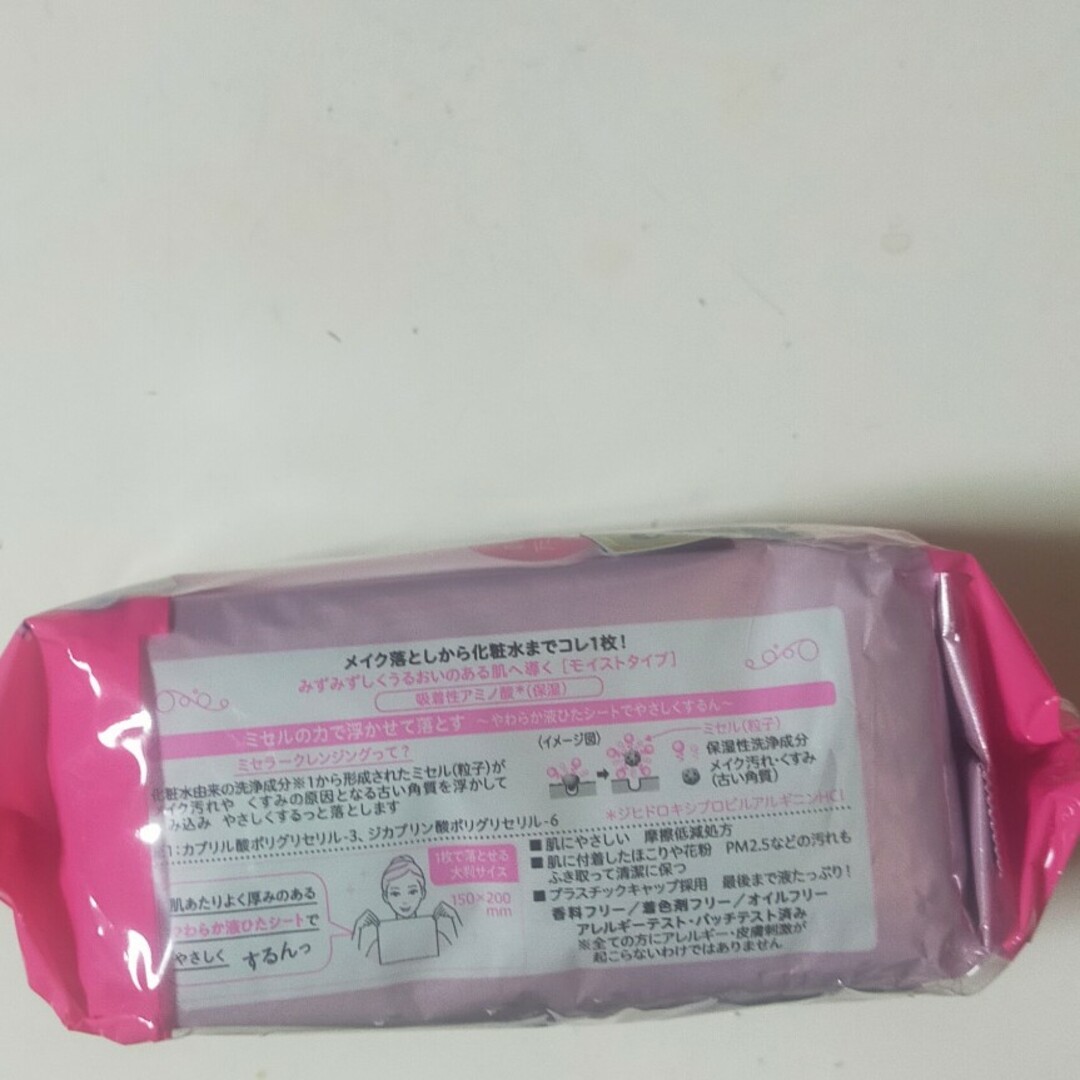 メイク落としから化粧水までコレ1枚!
みずみずしくうるおいのある肌へ導く [モイストタイプ]
吸着性アミノ酸*(保湿)
ミセルの力で浮かせて落とす ~やわらか液ひたシートでやさしくするん~
ミセラークレンジングって?
化粧水由来の洗浄成分※1から形成されたミセル(粒子)が
イク汚れや くすみの原因となる古い角質を浮かして
み込み やさしくするっと落とします
1:カプリル酸ポリグリセリル-3、ジカプリン酸ポリグリセリル-6
(イメージ図)
ミセル(粒子)
保湿性洗浄成分
メイク汚れ・くすみ
(古い角質)
*ジヒドロキシプロピルアルギニンHCl
肌あたりよく厚みのある
やわらか液ひたシートで
やさしく するんっ
1枚で落とせる
大判サイズ
150×200
mm
■肌にやさしい 摩擦低減処方
■肌に付着したほこりや花粉 PM2.5などの汚れも
ふき取って清潔に保つ
■プラスチックキャップ採用 最後まで液たっぷり!
香料フリー/着色剤フリー/オイルフリー
アレルギーテスト・パッチテスト済み
※全ての方にアレルギー・皮膚刺激が
起こらないわけではありません